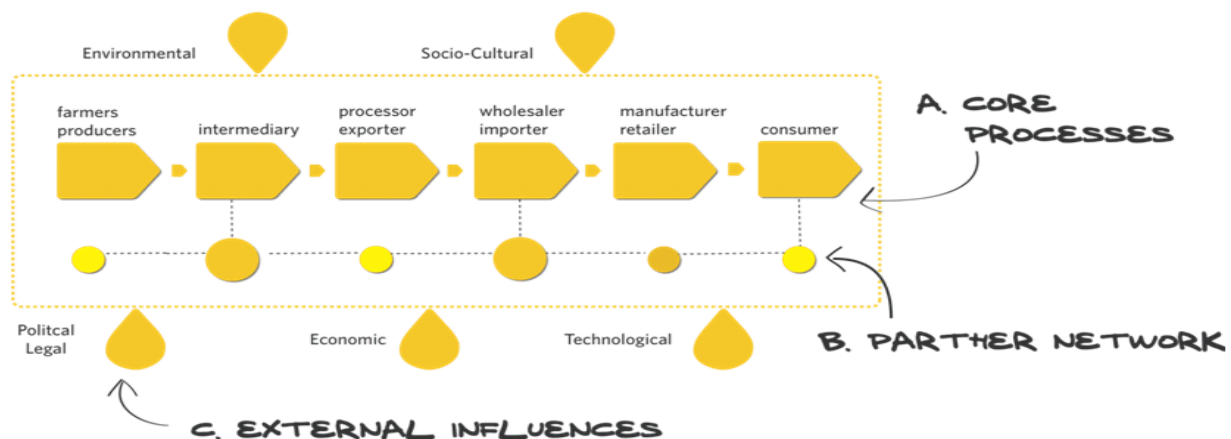 Environmental
Socio-Cultural
farmers
producers
intermediary
processor
exporter
wholesaler
importer
manufacturer
retailer
consumer
A. CORE
PROCESSES
Politcal
Legal
Economic
Technological
B. PARTHER NETWORK
C. EXTERNAL INFLUENCES